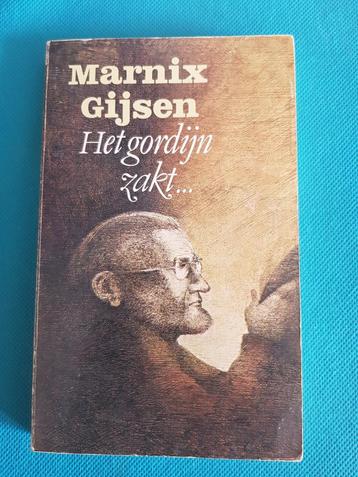 Marnix
Gijsen
Het gordijn
zakt...